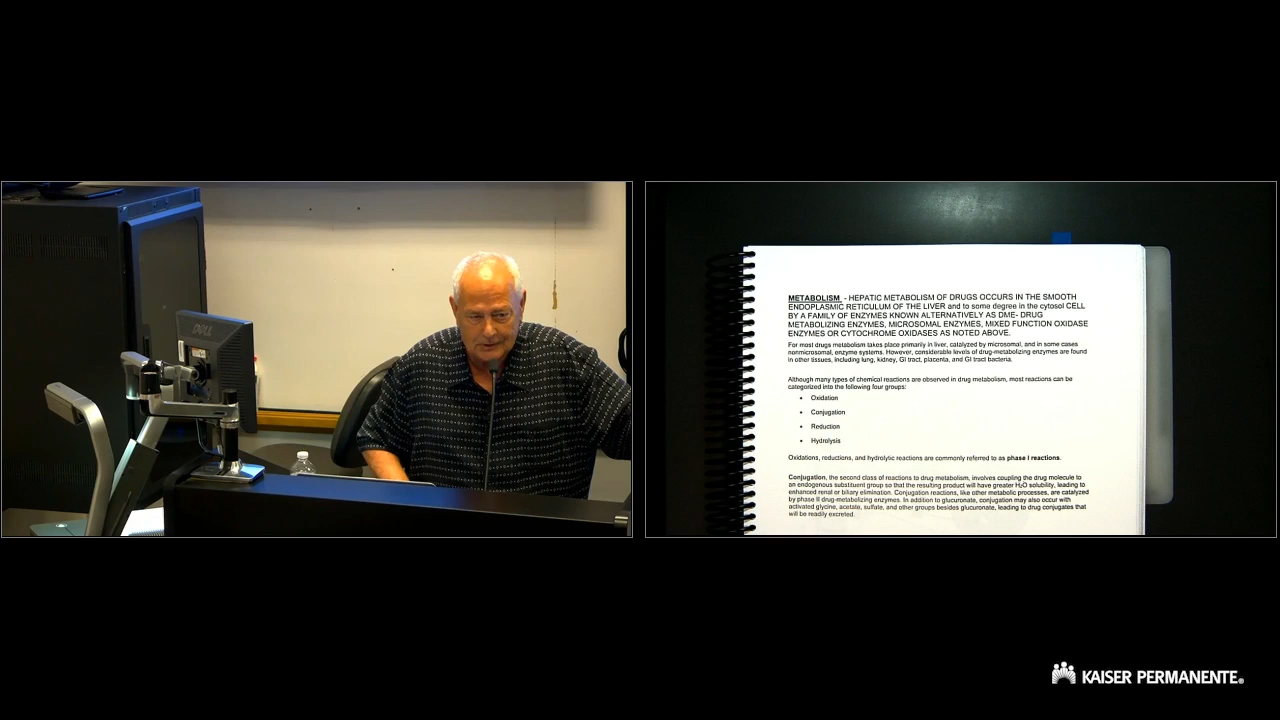 DELL
METABOLISM - HEPATIC METABOLISM OF DRUGS OCCURS IN THE SMOOTH
ENDOPLASMIC RETICULUM OF THE LIVER and to some degree in the cytosol CELL
BY A FAMILY OF ENZYMES KNOWN ALTERNATIVELY AS DME- DRUG
METABOLIZING ENZYMES, MICROSOMAL ENZYMES, MIXED FUNCTION OXIDASE
ENZYMES OR CYTOCHROME OXIDASES AS NOTED ABOVE.
For most drugs metabolism takes place primarily in liver, catalyzed by microsomal, and in some cases
nonmicrosomal, enzyme systems. However, considerable levels of drug-metabolizing enzymes are found
in other tissues, including lung, kidney, GI tract, placenta, and GI tract bacteria.
Although many types of chemical reactions are observed in drug metabolism, most reactions can be
categorized into the following four groups:
• Oxidation
• Conjugation
• Reduction
• Hydrolysis
Oxidations, reductions, and hydrolytic reactions are commonly referred to as phase I reactions.
Conjugation, the second class of reactions to drug metabolism, involves coupling the drug molecule to
an endogenous substituent group so that the resulting product will have greater H₂O solubility, leading to
enhanced renal or biliary elimination. Conjugation reactions, like other metabolic processes, are catalyzed
by phase II drug-metabolizing enzymes. In addition to glucuronate, conjugation may also occur with
activated glycine, acetate, sulfate, and other groups besides glucuronate, leading to drug conjugates that
will be readily excreted.
KAISER PERMANENTE®